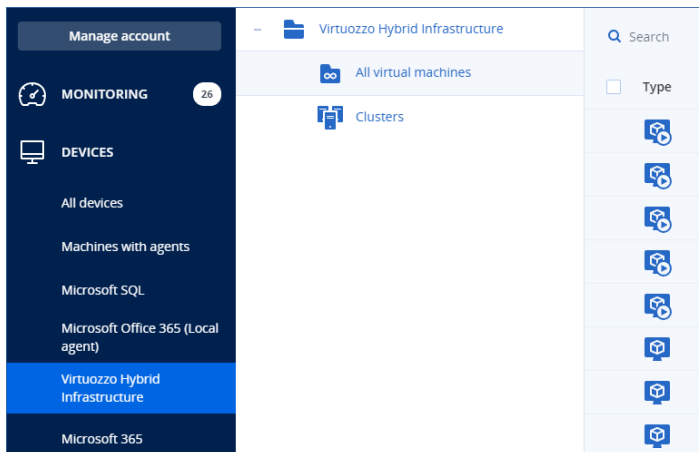 Manage account
MONITORING 26
DEVICES
All devices
Machines with agents
Microsoft SQL
Microsoft Office 365 (Local
agent)
Virtuozzo Hybrid
Infrastructure
Microsoft 365
Virtuozzo Hybrid Infrastructure
All virtual machines
Clusters
Search
Type